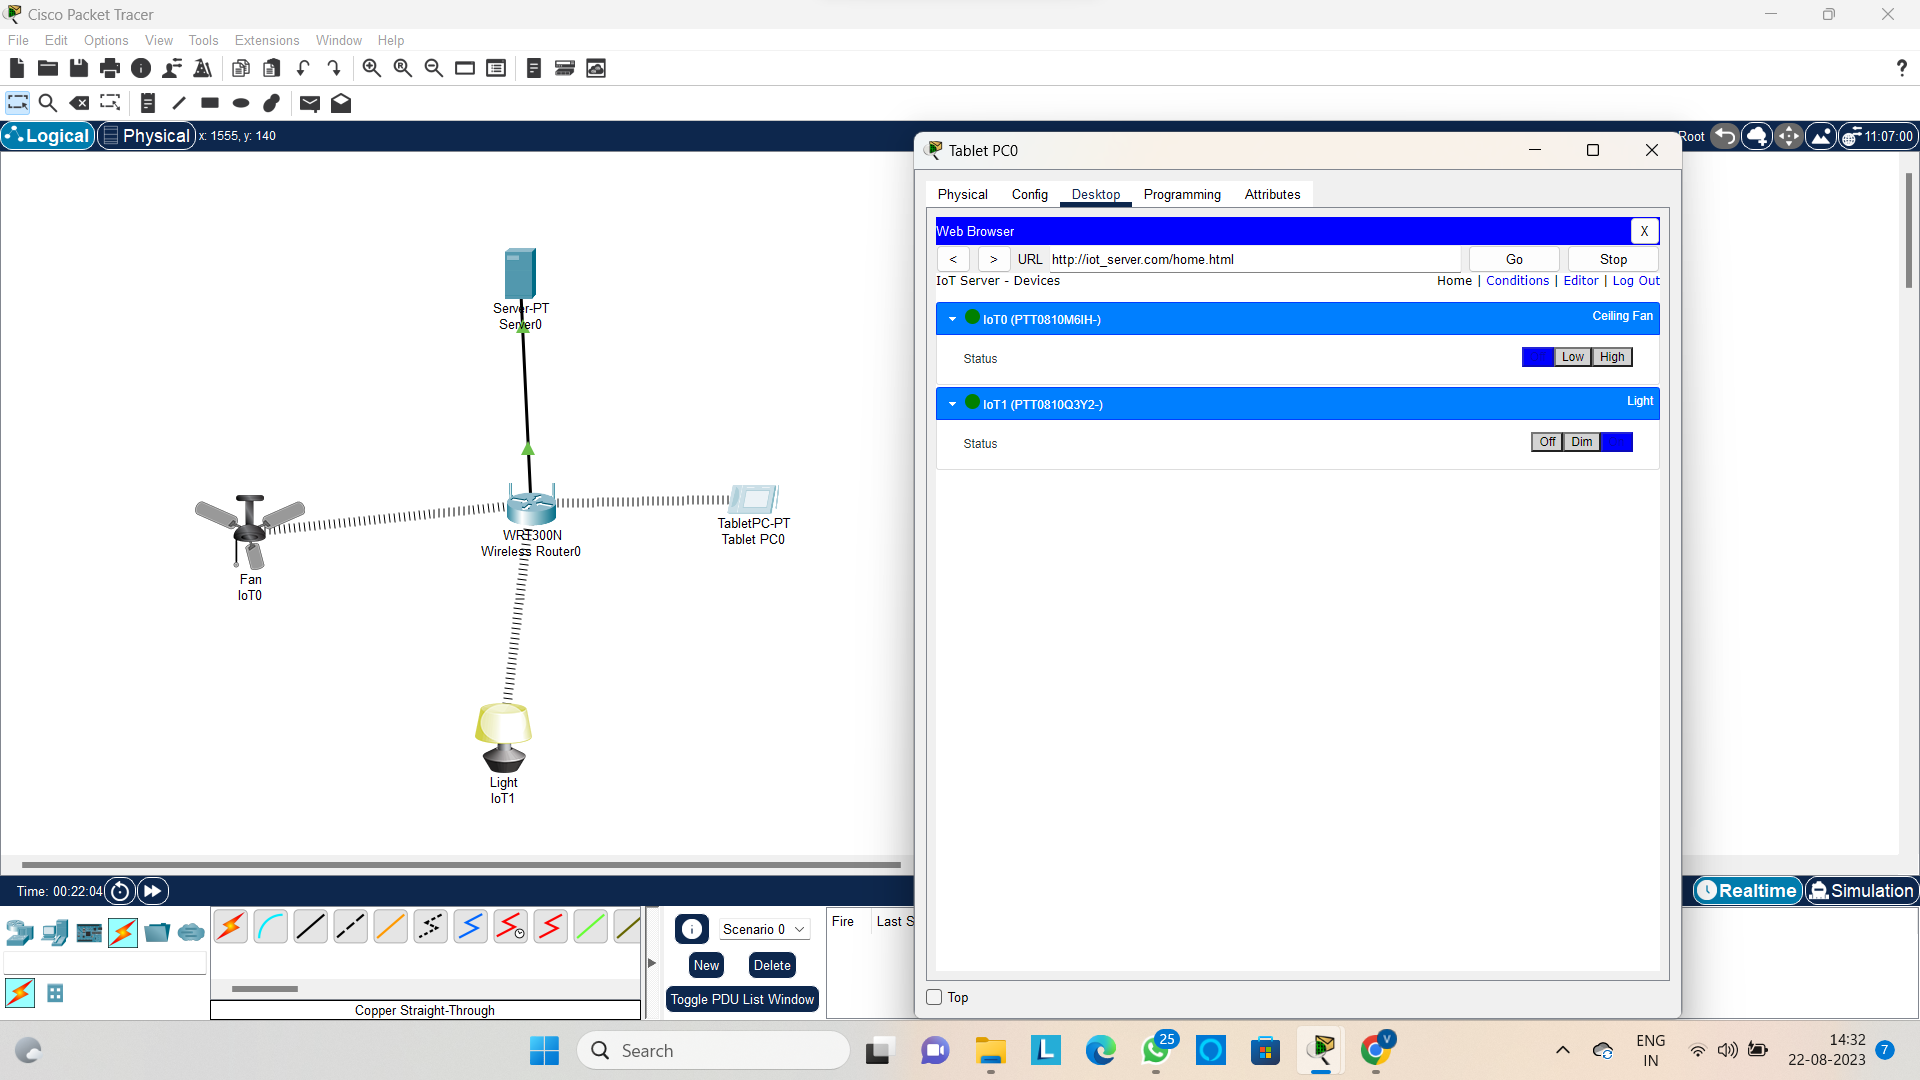 Cisco Packet Tracer
File Edit Options View Tools Extensions Window Help
?
Logical Physical x: 1555, y: 140
Root 11:07:00
Server-PT
Server0
WRT300N
Wireless Router0
TabletPC-PT
Tablet PC0
Fan
IoT0
Light
IoT1
Tablet PC0
Physical Config Desktop Programming Attributes
Web Browser X
< > URL http://iot_server.com/home.html Go Stop
IoT Server - Devices Home | Conditions | Editor | Log Out
IoT0 (PTT0810M6IH-) Ceiling Fan
Status Low High
IoT1 (PTT0810Q3Y2-) Light
Status Off Dim
Top
Time: 00:22:04
Realtime Simulation
Scenario 0
New Delete
Toggle PDU List Window
Fire Last S
Copper Straight-Through
Search
L
25
V
ENG
IN
14:32
22-08-2023
7